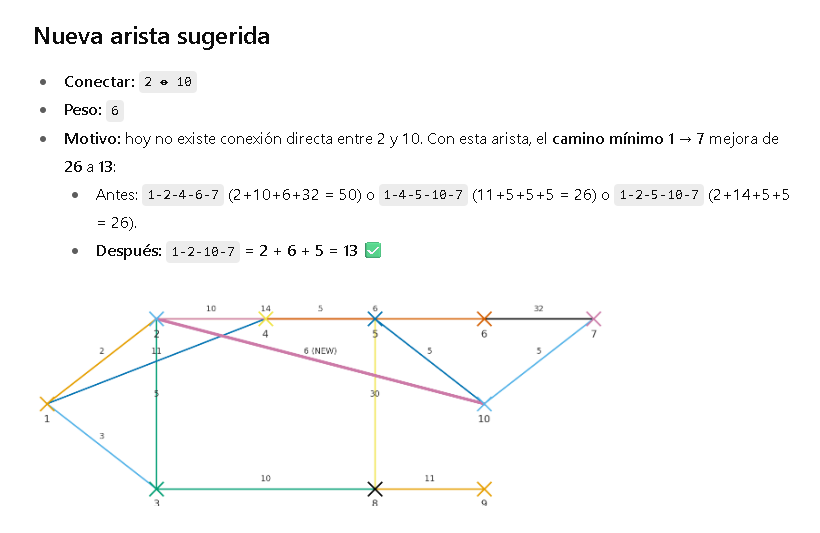 Nueva arista sugerida
Conectar: 2 ↔ 10
Peso: 6
Motivo: hoy no existe conexión directa entre 2 y 10. Con esta arista, el camino mínimo 1 → 7 mejora de
26 a 13:
Antes: 1-2-4-6-7 (2+10+6+32 = 50) o 1-4-5-10-7 (11+5+5+5 = 26) o 1-2-5-10-7 (2+14+5+5
= 26).
Después: 1-2-10-7 = 2 + 6 + 5 = 13 ✅
10 14 5 6 32
2 4 5 6 7
2 11 6 (NEW) 5 5
5 30
1 10
3
10 11
3 8 9